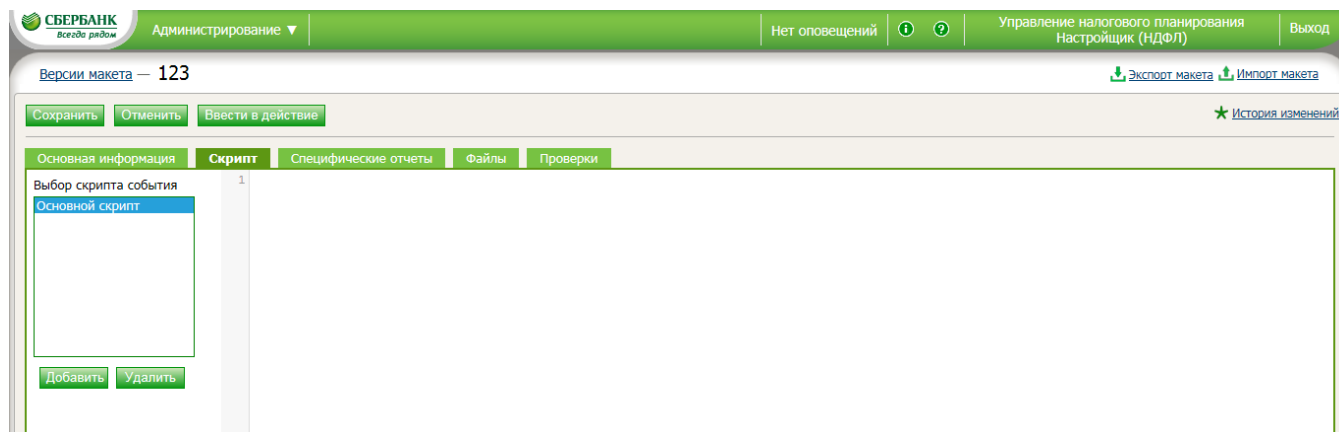 СБЕРБАНК
Всегда рядом
Администрирование ▼
Нет оповещений
Управление налогового планирования
Настройщик (НДФЛ)
Выход
Версии макета — 123
Экспорт макета Импорт макета
Сохранить Отменить Ввести в действие
История изменений
Основная информация Скрипт Специфические отчеты Файлы Проверки
Выбор скрипта события
1
Основной скрипт
Добавить Удалить